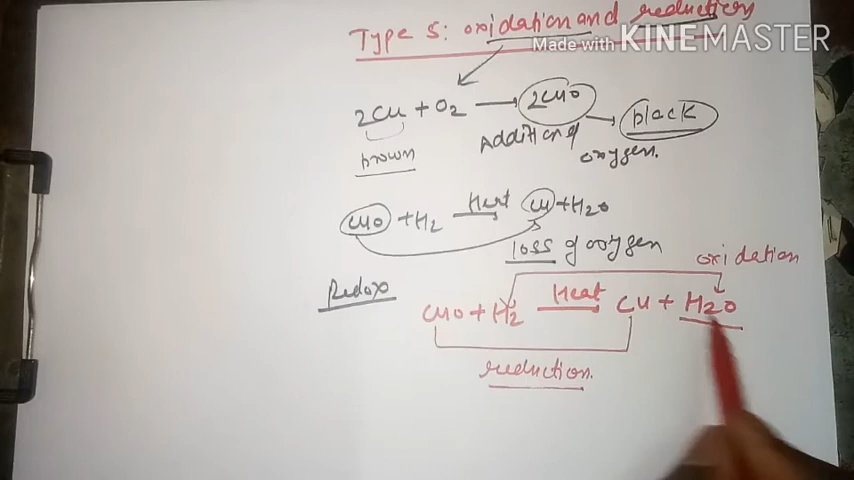 Type 5: oxidation and reduction
Made with KINEMASTER
2Cu + O2 → 2CuO → black
brown
Addition of oxygen.
CuO + H2 Heat → Cu + H2O
loss of oxygen
oxidation
Redox
CuO + H2 Heat → Cu + H2O
reduction.